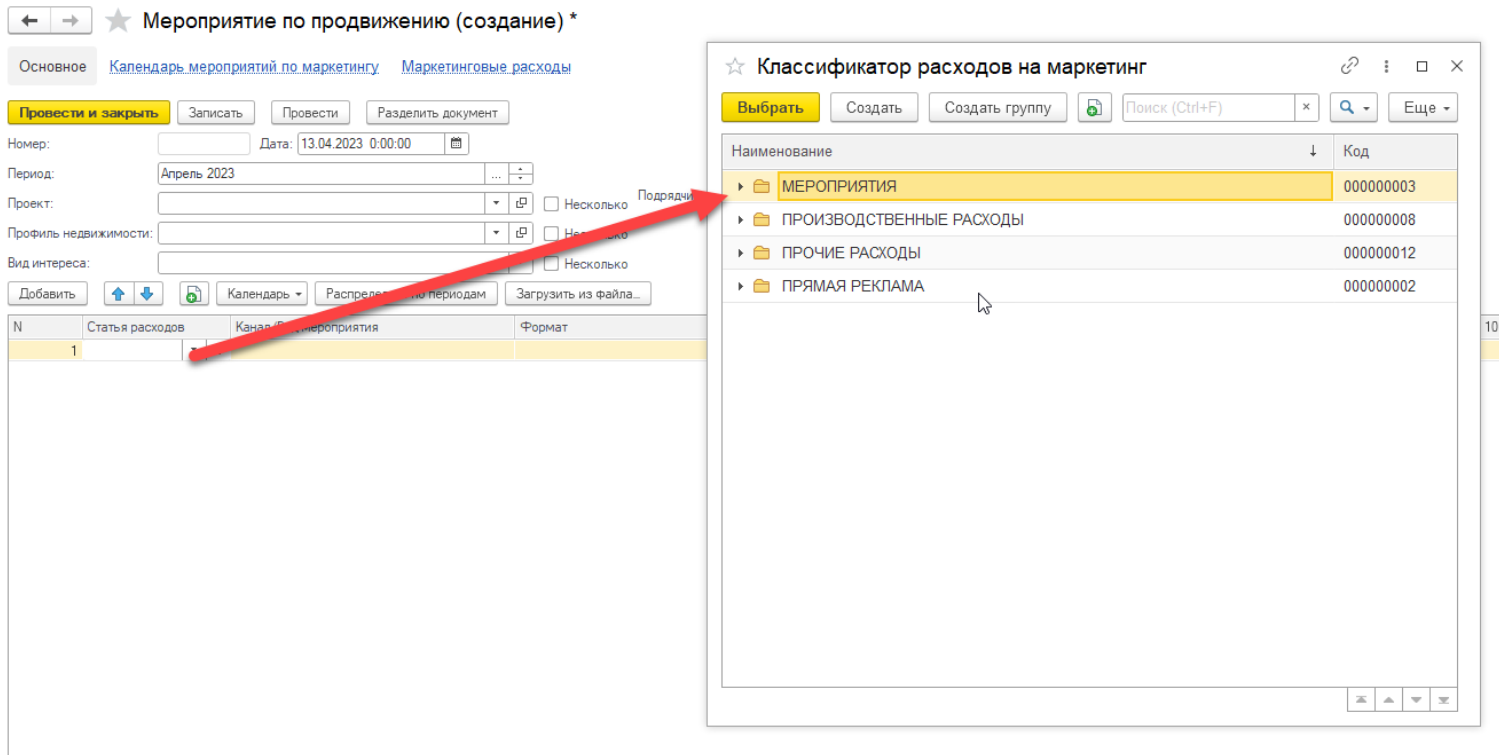 Мероприятие по продвижению (создание) *
Основное Календарь мероприятий по маркетингу Маркетинговые расходы
Провести и закрыть Записать Провести Разделить документ
Номер: Дата: 13.04.2023 0:00:00
Период: Апрель 2023
Проект: Несколько Подрядчи
Профиль недвижимости:
Вид интереса: Несколько
Добавить Календарь по периодам Загрузить из файла...
N Статья расходов Формат 10
1
Классификатор расходов на маркетинг
Выбрать Создать Создать группу Поиск (Ctrl+F) × Еще
Наименование ↓ Код
МЕРОПРИЯТИЯ 000000003
ПРОИЗВОДСТВЕННЫЕ РАСХОДЫ 000000008
ПРОЧИЕ РАСХОДЫ 000000012
ПРЯМАЯ РЕКЛАМА 000000002